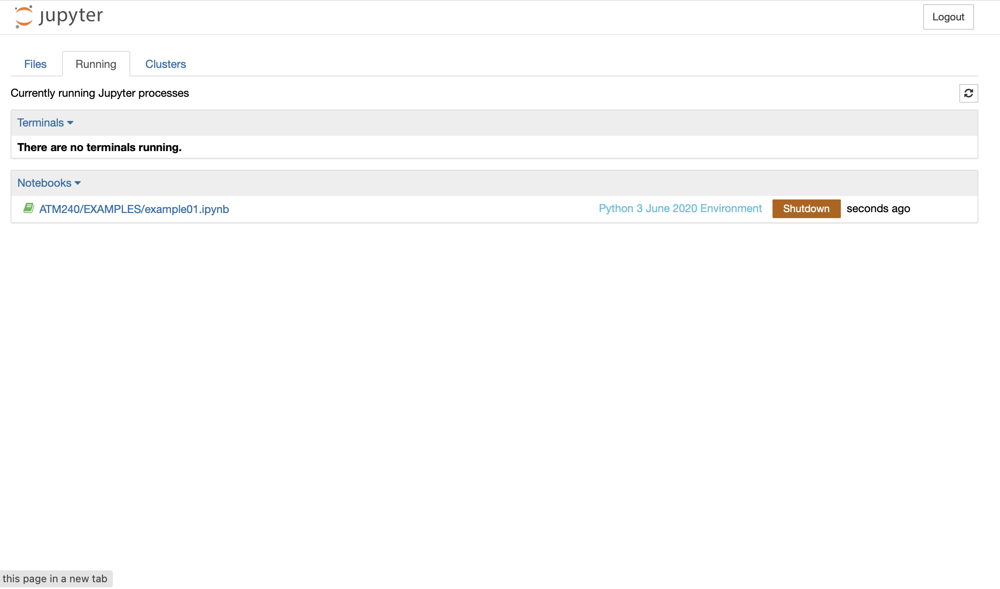 jupyter
Logout
Files Running Clusters
Currently running Jupyter processes
Terminals
There are no terminals running.
Notebooks
ATM240/EXAMPLES/example01.ipynb Python 3 June 2020 Environment Shutdown seconds ago
this page in a new tab